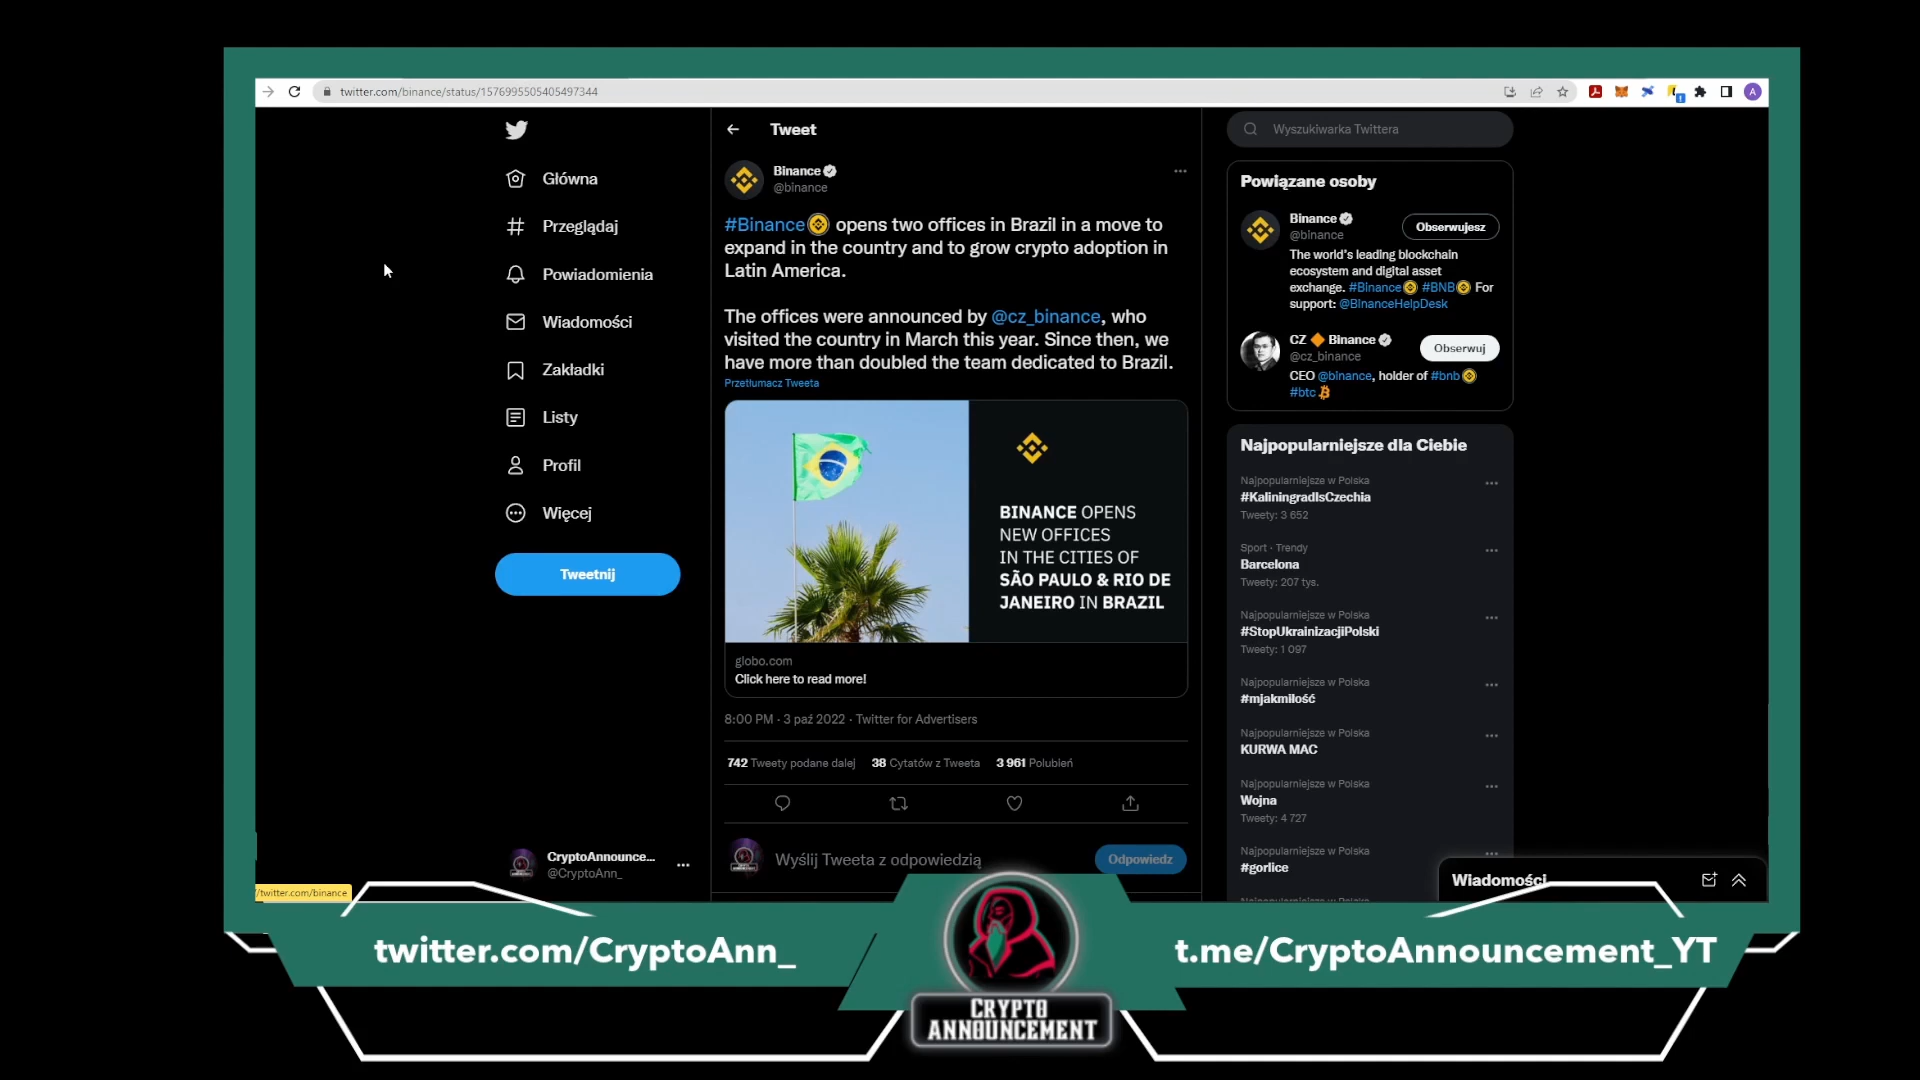 twitter.com/binance/status/1576995505405497344
Główna
Przeglądaj
Powiadomienia
Wiadomości
Zakładki
Listy
Profil
Więcej
Tweetnij
CryptoAnnounce...
@CryptoAnn_
/twitter.com/binance
Tweet
Binance
@binance
#Binance opens two offices in Brazil in a move to
expand in the country and to grow crypto adoption in
Latin America.
The offices were announced by @cz_binance, who
visited the country in March this year. Since then, we
have more than doubled the team dedicated to Brazil.
Przetłumacz Tweeta
BINANCE OPENS
NEW OFFICES
IN THE CITIES OF
SÃO PAULO & RIO DE
JANEIRO IN BRAZIL
globo.com
Click here to read more!
8:00 PM · 3 paź 2022 · Twitter for Advertisers
742 Tweety podane dalej 38 Cytatów z Tweeta 3 961 Polubień
Wyślij Tweeta z odpowiedzią
Odpowiedz
Wyszukiwarka Twittera
Powiązane osoby
Binance
@binance
Obserwujesz
The world's leading blockchain
ecosystem and digital asset
exchange. #Binance #BNB For
support: @BinanceHelpDesk
CZ Binance
@cz_binance
Obserwuj
CEO @binance, holder of #bnb
#btc
Najpopularniejsze dla Ciebie
Najpopularniejsze w Polska
#KaliningradIsCzechia
Tweety: 3 652
Sport · Trendy
Barcelona
Tweety: 207 tys.
Najpopularniejsze w Polska
#StopUkrainizacjiPolski
Tweety: 1 097
Najpopularniejsze w Polska
#mjakmiłość
Najpopularniejsze w Polska
KURWA MAC
Najpopularniejsze w Polska
Wojna
Tweety: 4 727
Najpopularniejsze w Polska
#gorlice
Wiadomości
twitter.com/CryptoAnn_
CRYPTO
ANNOUNCEMENT
t.me/CryptoAnnouncement_YT